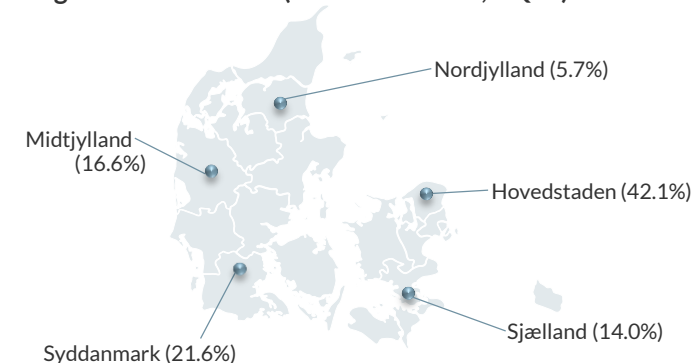 Nordjylland (5.7%)
Midtjylland
(16.6%)
Hovedstaden (42.1%)
Sjælland (14.0%)
Syddanmark (21.6%)